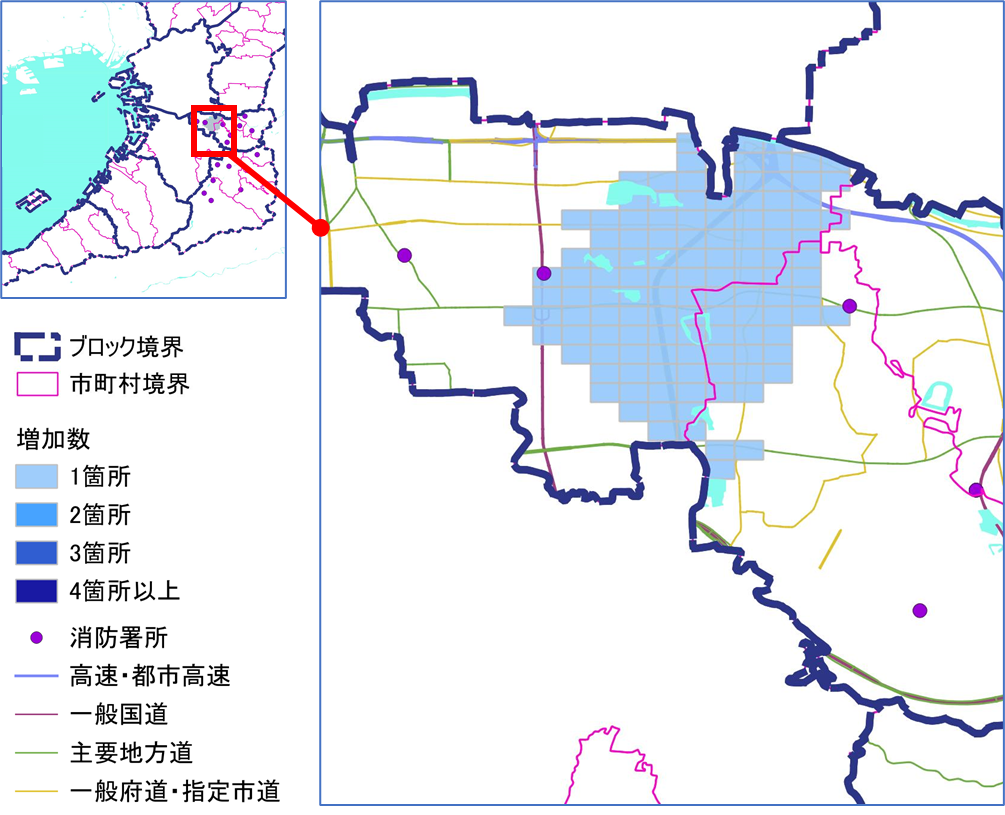 ブロック境界
市町村境界
増加数
1箇所
2箇所
3箇所
4箇所以上
消防署所
高速・都市高速
一般国道
主要地方道
一般府道・指定市道